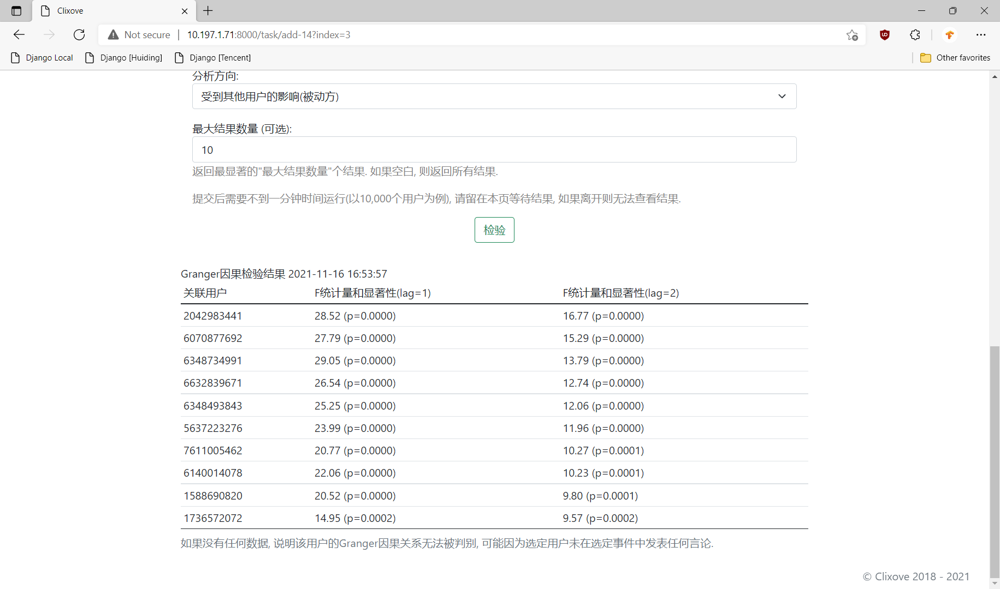 Clixove
Not secure
10.197.1.71:8000/task/add-14?index=3
Django Local
Django [Huiding]
Django [Tencent]
Other favorites
分析方向:
受到其他用户的影响(被动方)
最大结果数量 (可选):
10
返回最显著的"最大结果数量"个结果. 如果空白, 则返回所有结果.
提交后需要不到一分钟时间运行(以10,000个用户为例), 请留在本页等待结果, 如果离开则无法查看结果.
检验
Granger因果检验结果 2021-11-16 16:53:57
关联用户 F统计量和显著性(lag=1) F统计量和显著性(lag=2)
2042983441 28.52 (p=0.0000) 16.77 (p=0.0000)
6070877692 27.79 (p=0.0000) 15.29 (p=0.0000)
6348734991 29.05 (p=0.0000) 13.79 (p=0.0000)
6632839671 26.54 (p=0.0000) 12.74 (p=0.0000)
6348493843 25.25 (p=0.0000) 12.06 (p=0.0000)
5637223276 23.99 (p=0.0000) 11.96 (p=0.0000)
7611005462 20.77 (p=0.0000) 10.27 (p=0.0001)
6140014078 22.06 (p=0.0000) 10.23 (p=0.0001)
1588690820 20.52 (p=0.0000) 9.80 (p=0.0001)
1736572072 14.95 (p=0.0002) 9.57 (p=0.0002)
如果没有任何数据, 说明该用户的Granger因果关系无法被判别, 可能因为选定用户未在选定事件中发表任何言论.
© Clixove 2018 - 2021